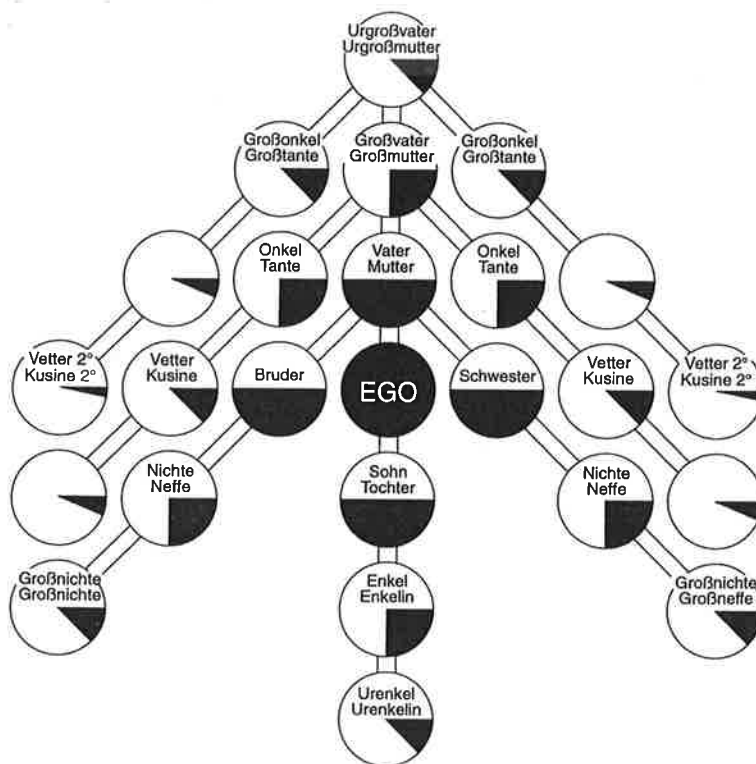 Urgroßvater
Urgroßmutter
Großonkel
Großtante
Großvater
Großmutter
Großonkel
Großtante
Onkel
Tante
Vater
Mutter
Onkel
Tante
Vetter 2°
Kusine 2°
Vetter
Kusine
Bruder
EGO
Schwester
Vetter
Kusine
Vetter 2°
Kusine 2°
Nichte
Neffe
Sohn
Tochter
Nichte
Neffe
Großnichte
Großnichte
Enkel
Enkelin
Großnichte
Großneffe
Urenkel
Urenkelin